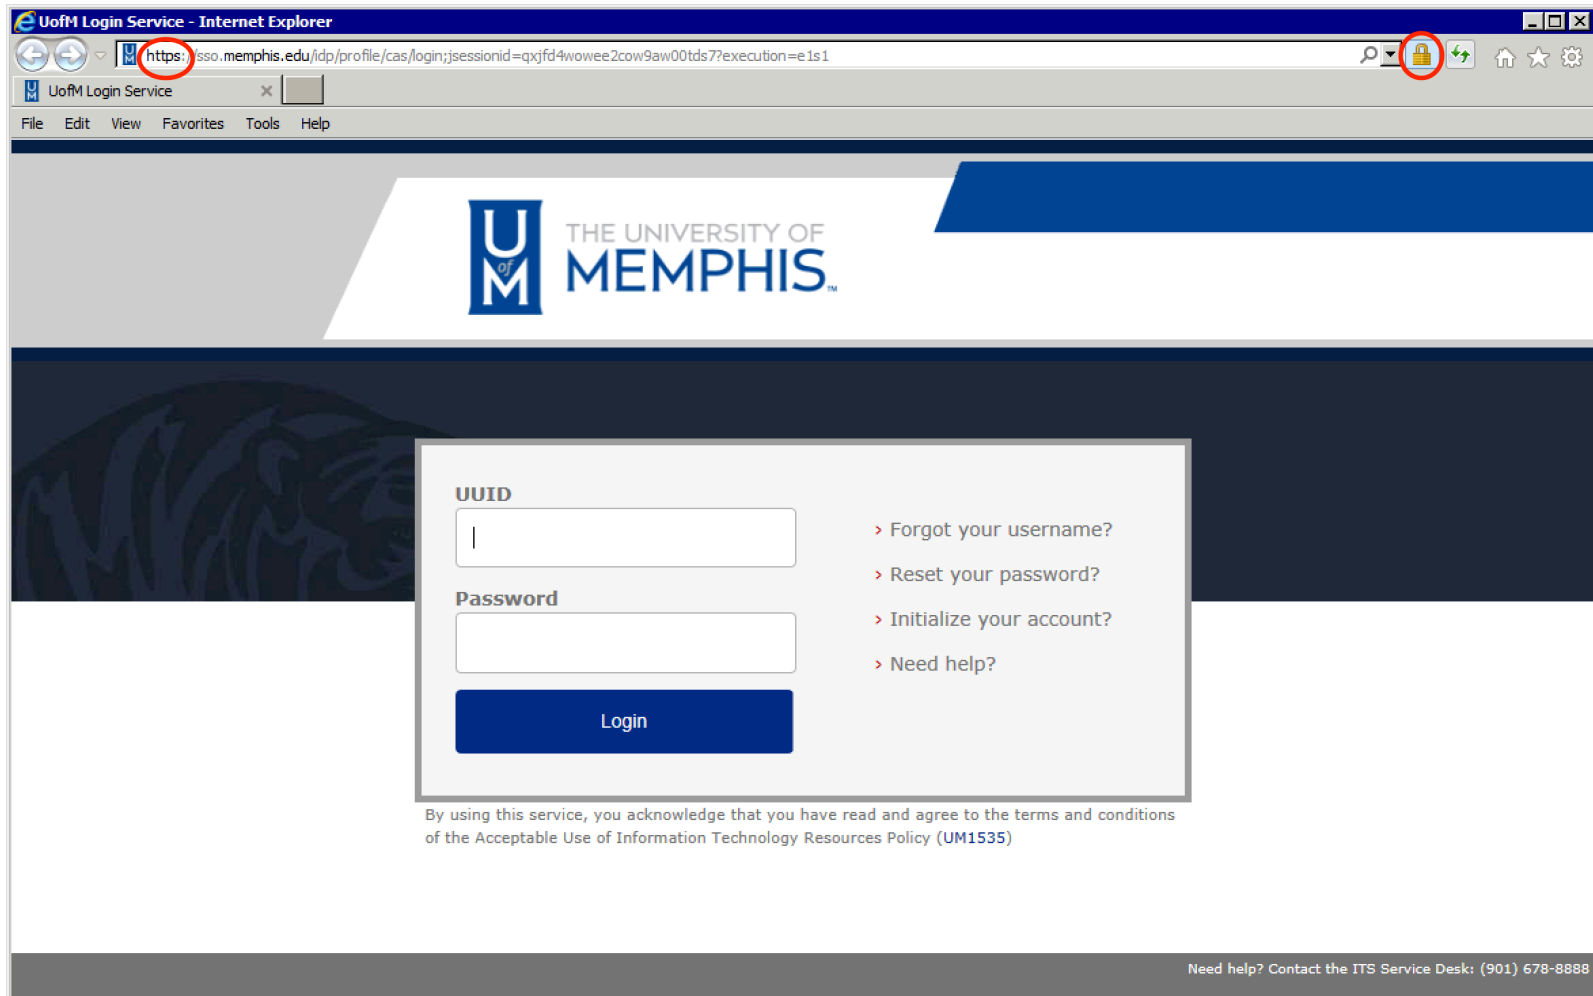 UofM Login Service - Internet Explorer
https://sso.memphis.edu/idp/profile/cas/login;jsessionid=qxjfd4wowee2cow9aw00tds7?execution=e1s1
UofM Login Service
File Edit View Favorites Tools Help
U of M
THE UNIVERSITY OF
MEMPHIS™
UUID
Password
Login
> Forgot your username?
> Reset your password?
> Initialize your account?
> Need help?
By using this service, you acknowledge that you have read and agree to the terms and conditions
of the Acceptable Use of Information Technology Resources Policy (UM1535)
Need help? Contact the ITS Service Desk: (901) 678-8888